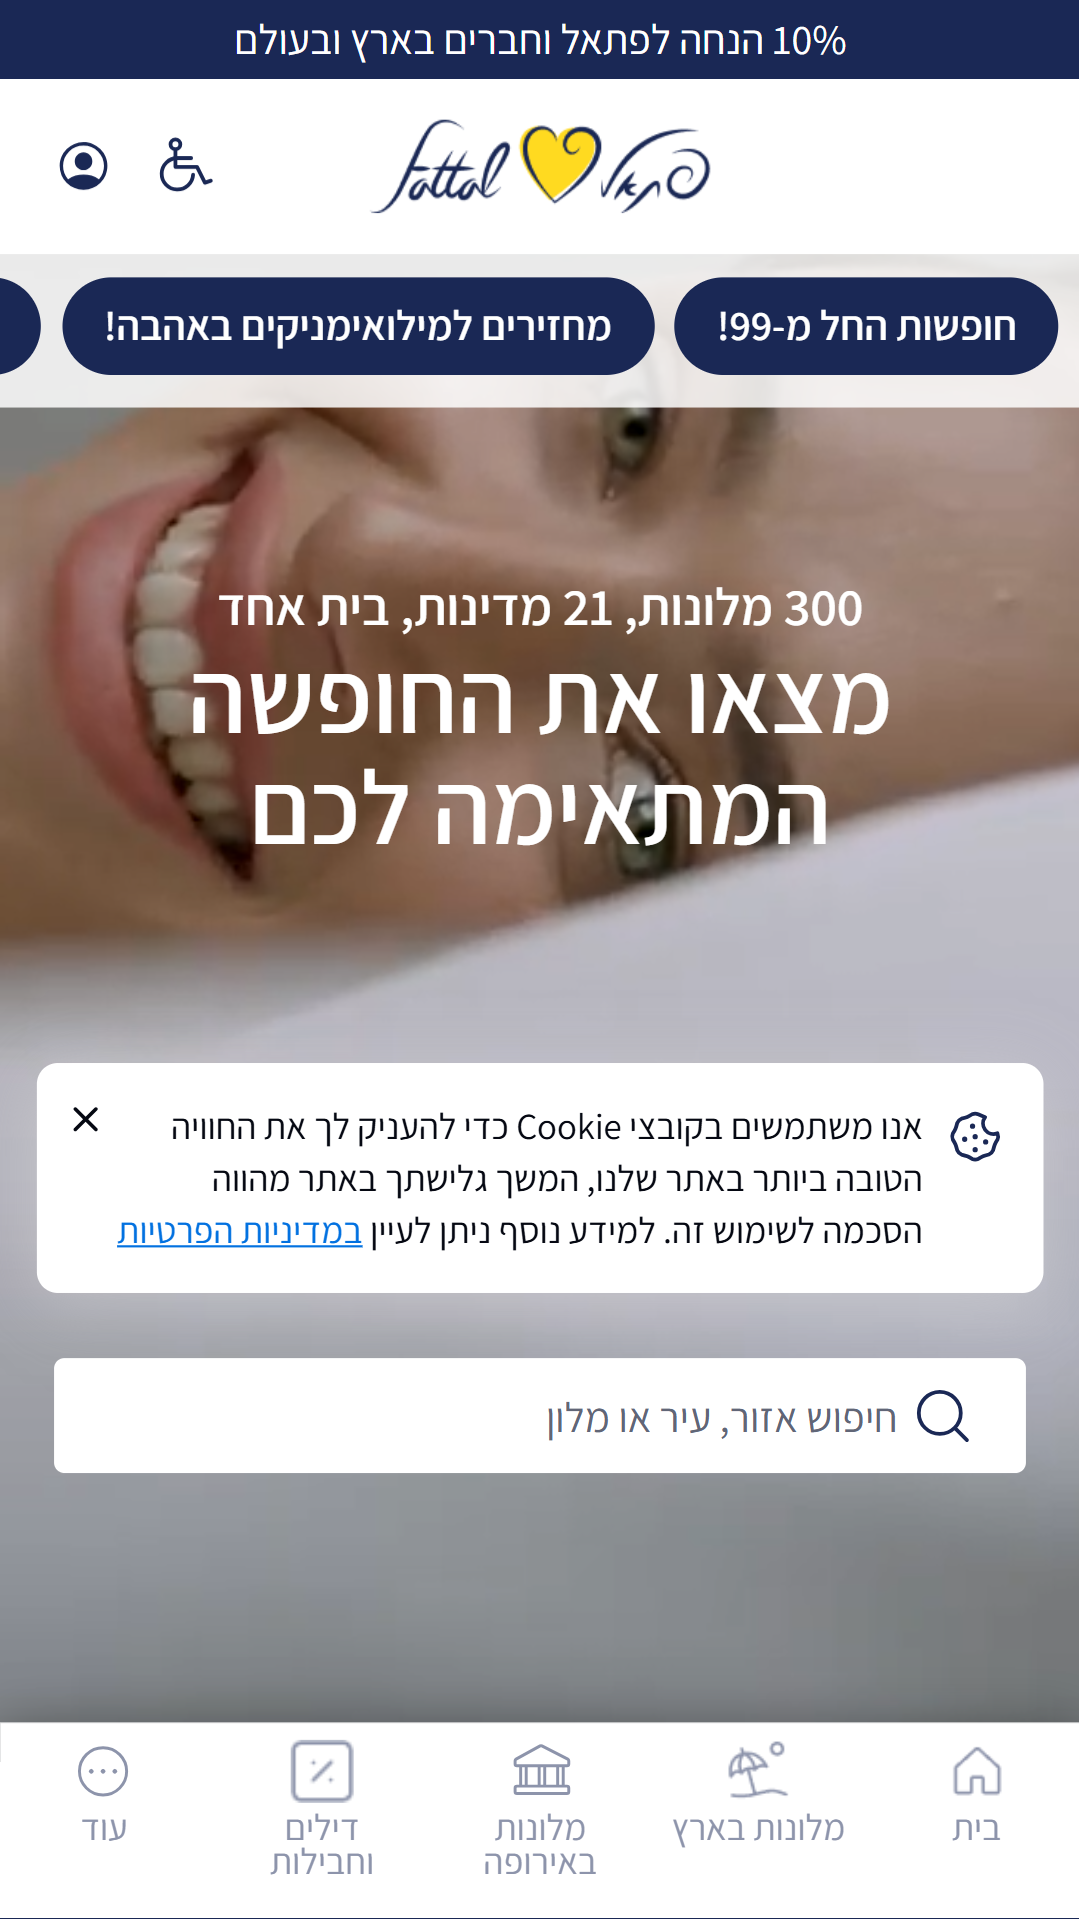 10% הנחה לפתאל וחברים בארץ ובעולם
פתאל Fattal
חופשות החל מ-99!
מחזירים למילואימניקים באהבה!
300 מלונות, 21 מדינות, בית אחד
מצאו את החופשה
המתאימה לכם
אנו משתמשים בקובצי Cookie כדי להעניק לך את החוויה
הטובה ביותר באתר שלנו, המשך גלישתך באתר מהווה
הסכמה לשימוש זה. למידע נוסף ניתן לעיין במדיניות הפרטיות
חיפוש אזור, עיר או מלון
בית
מלונות בארץ
מלונות
באירופה
דילים
וחבילות
עוד